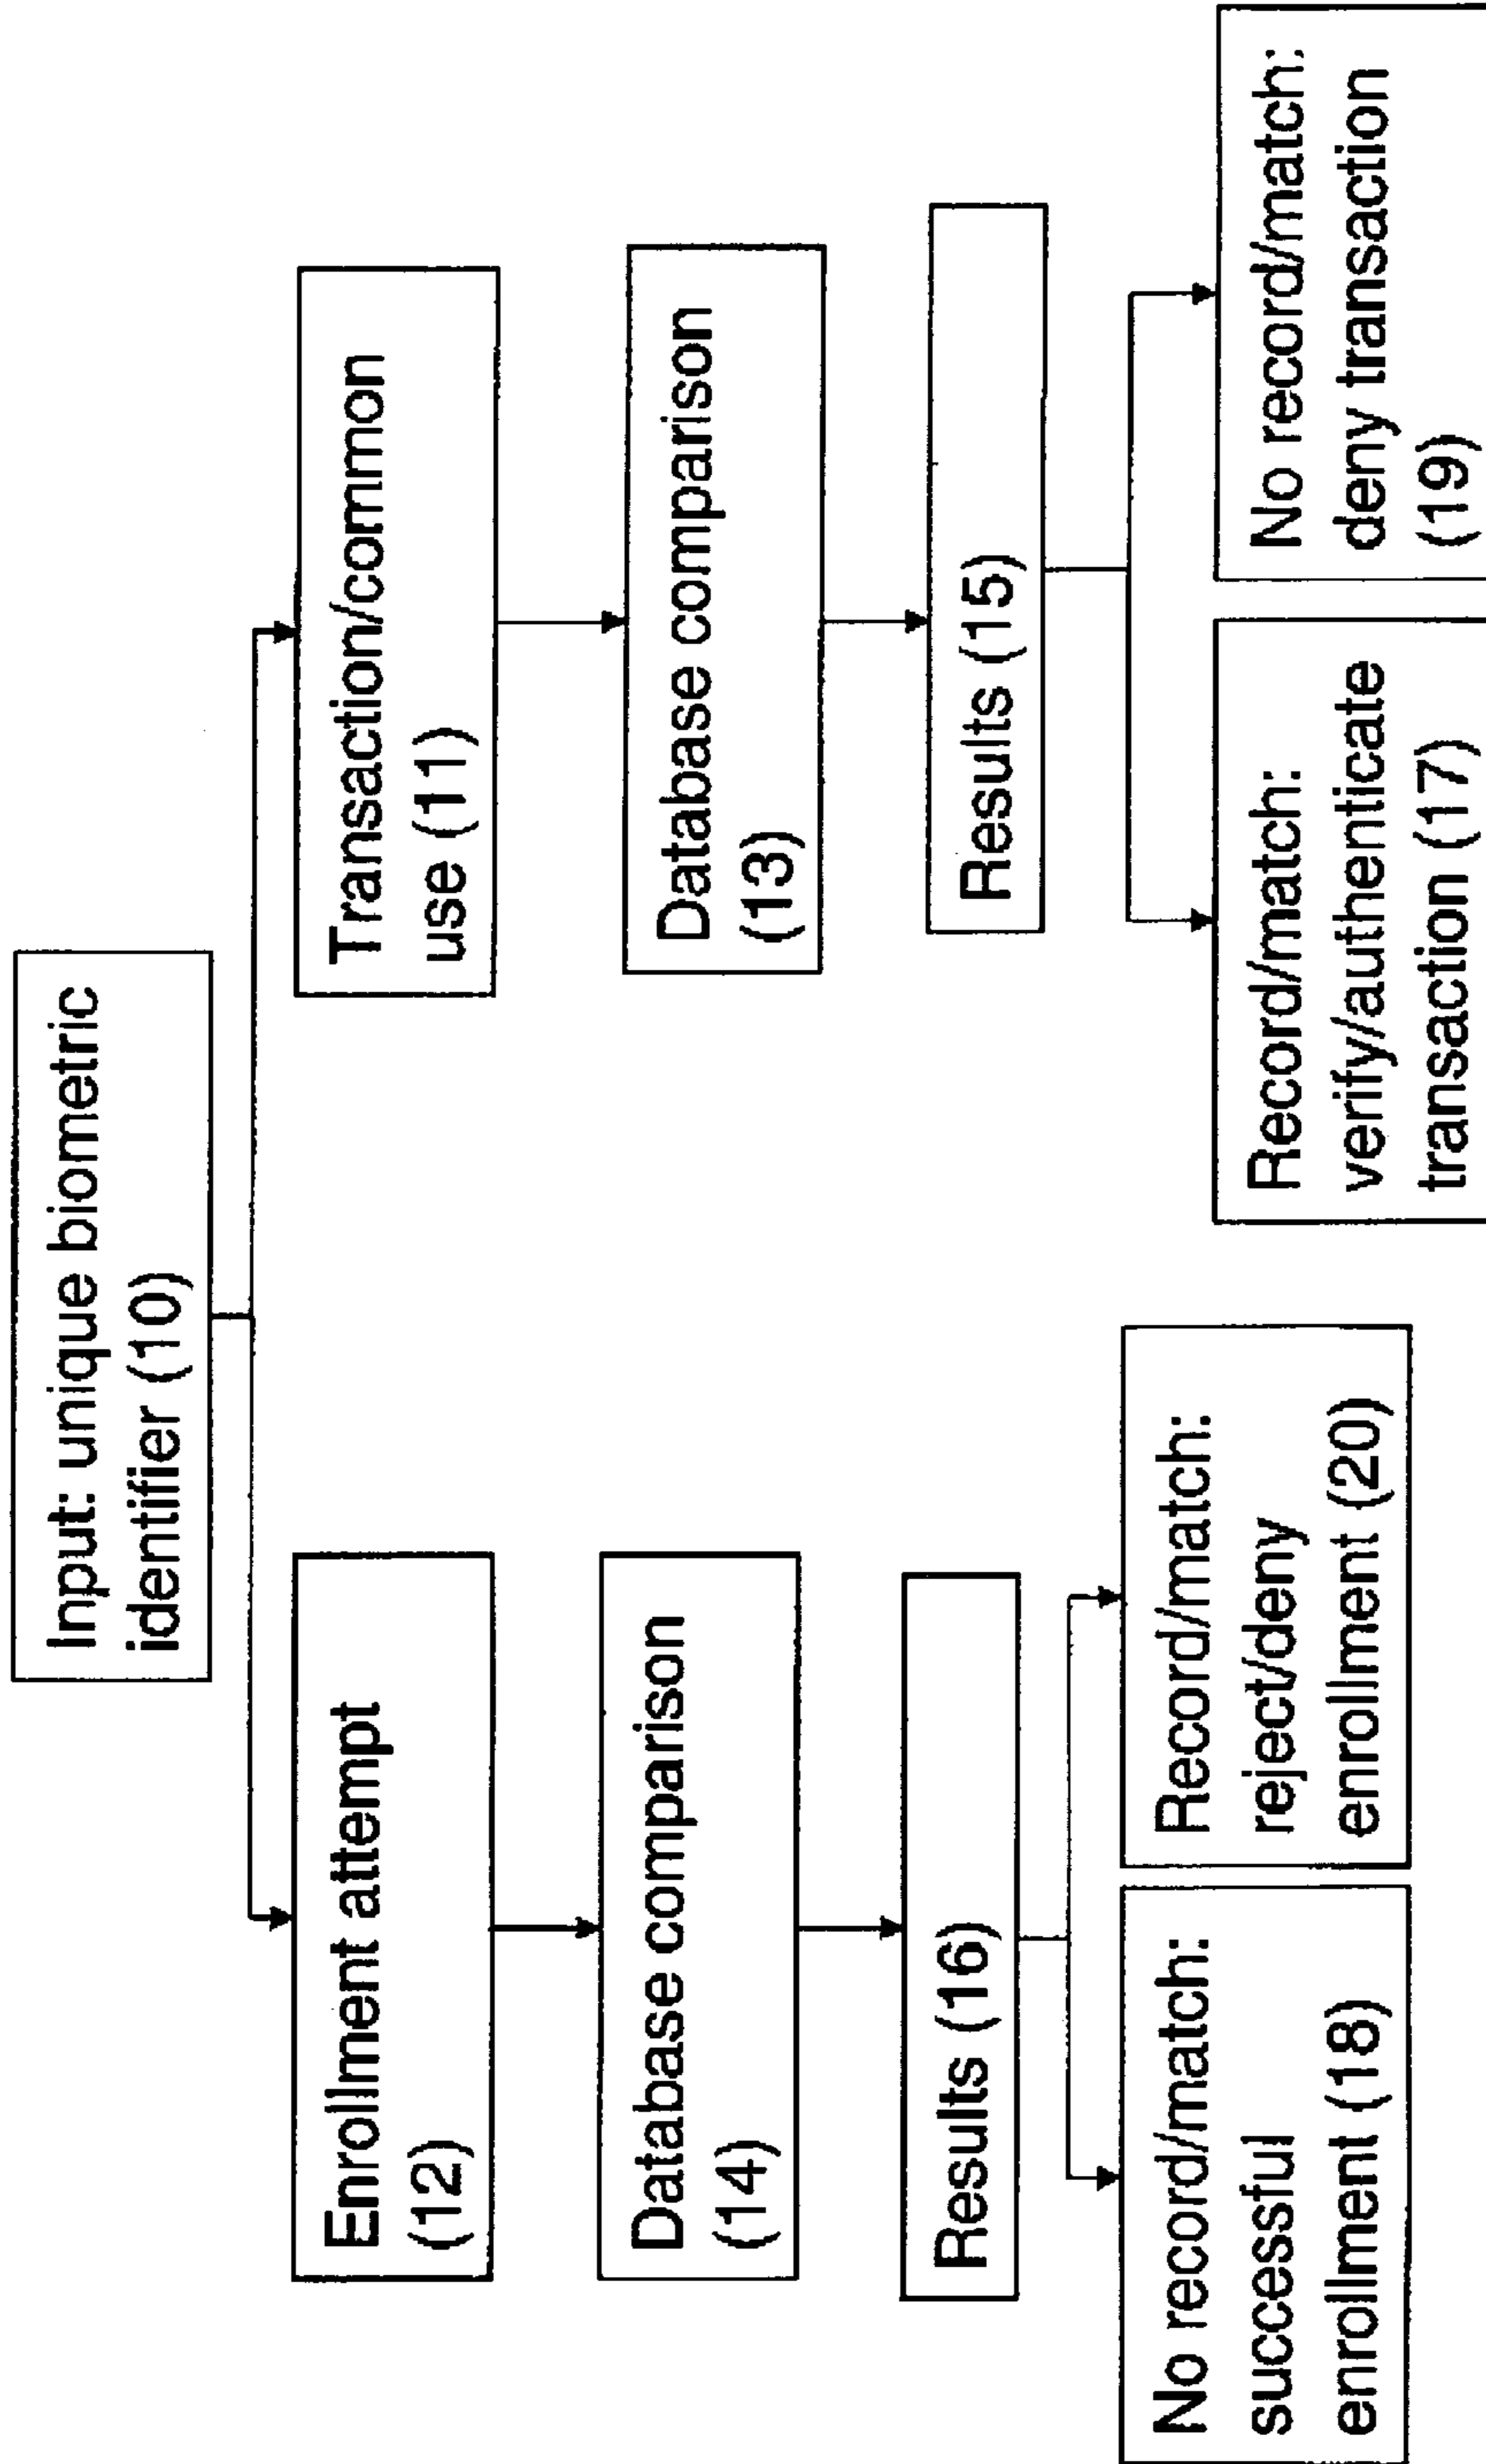 Input: unique biometric
identifier (10)
Enrollment attempt
(12)
Database comparison
(14)
Results (16)
No record/match:
successful
enrollment (18)
Record/match:
reject/deny
enrollment (20)
Transaction/common
use (11)
Database comparison
(13)
Results (15)
Record/match:
verify/authenticate
transaction (17)
No record/match:
deny transaction
(19)